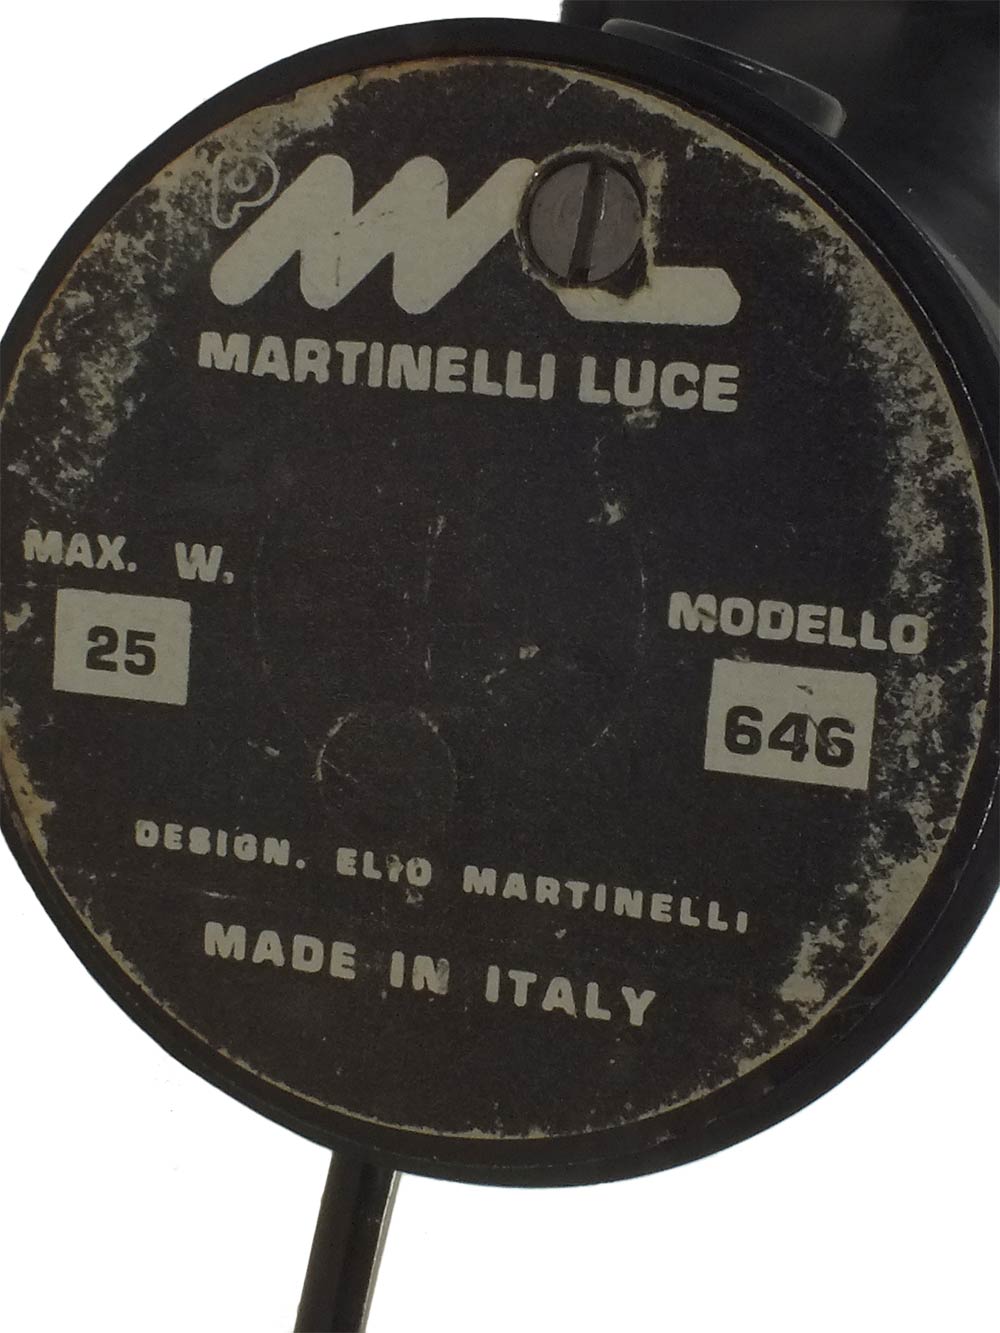 MARTINELLI LUCE
MAX. W.
25
MODELLO
646
DESIGN. ELIO MARTINELLI
MADE IN ITALY